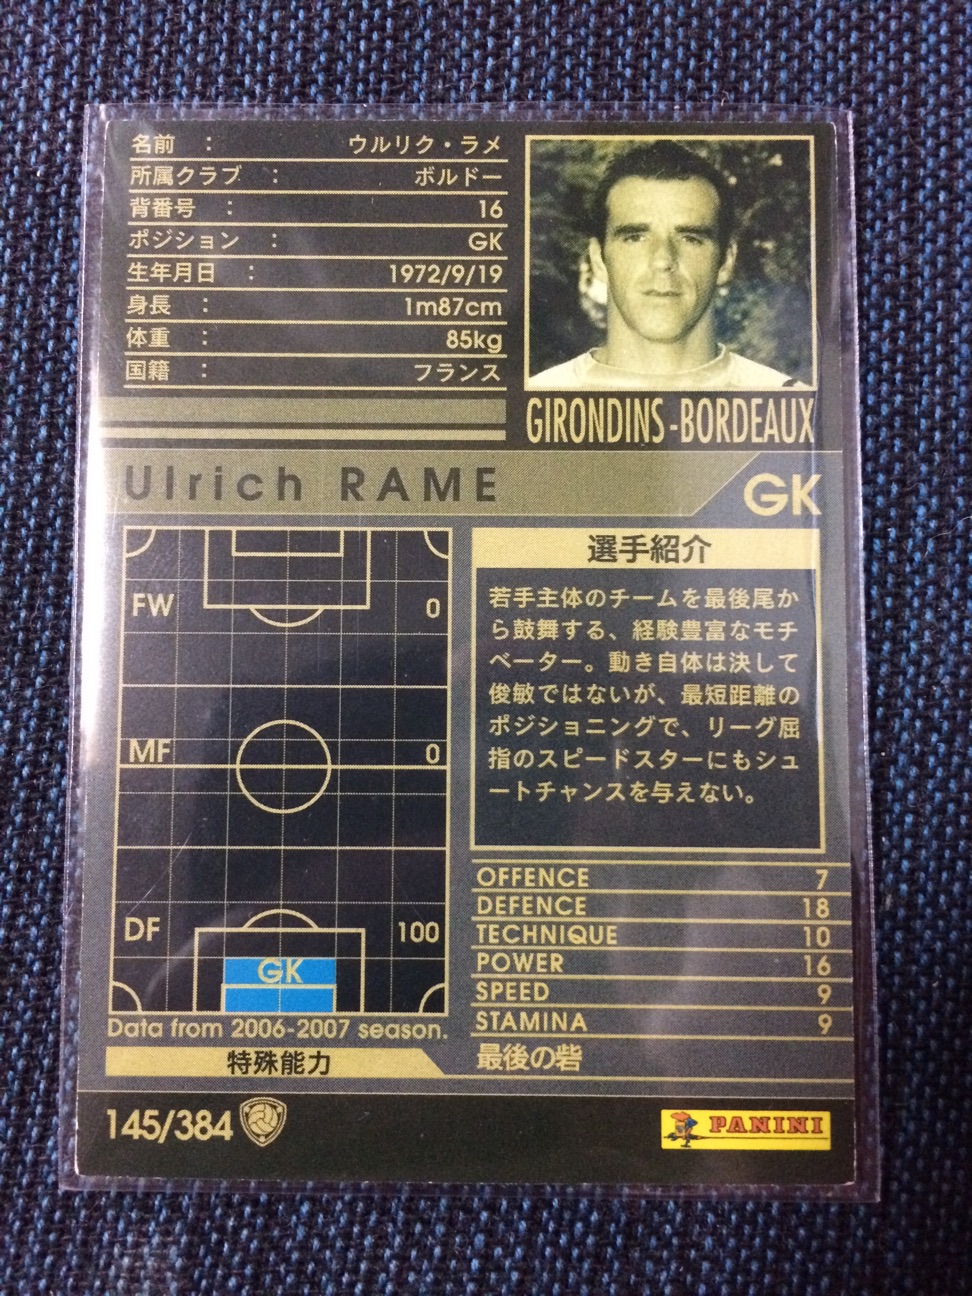 名前 : ウルリク・ラメ
所属クラブ : ボルドー
背番号 : 16
ポジション : GK
生年月日 : 1972/9/19
身長 : 1m87cm
体重 : 85kg
国籍 : フランス
GIRONDINS-BORDEAUX
Ulrich RAME
GK
FW 0
MF 0
DF 100
GK
Data from 2006-2007 season.
選手紹介
若手主体のチームを最後尾か
ら鼓舞する、経験豊富なモチ
ベーター。動き自体は決して
俊敏ではないが、最短距離の
ポジショニングで、リーグ屈
指のスピードスターにもシュ
ートチャンスを与えない。
OFFENCE 7
DEFENCE 18
TECHNIQUE 10
POWER 16
SPEED 9
STAMINA 9
特殊能力
最後の砦
145/384
PANINI